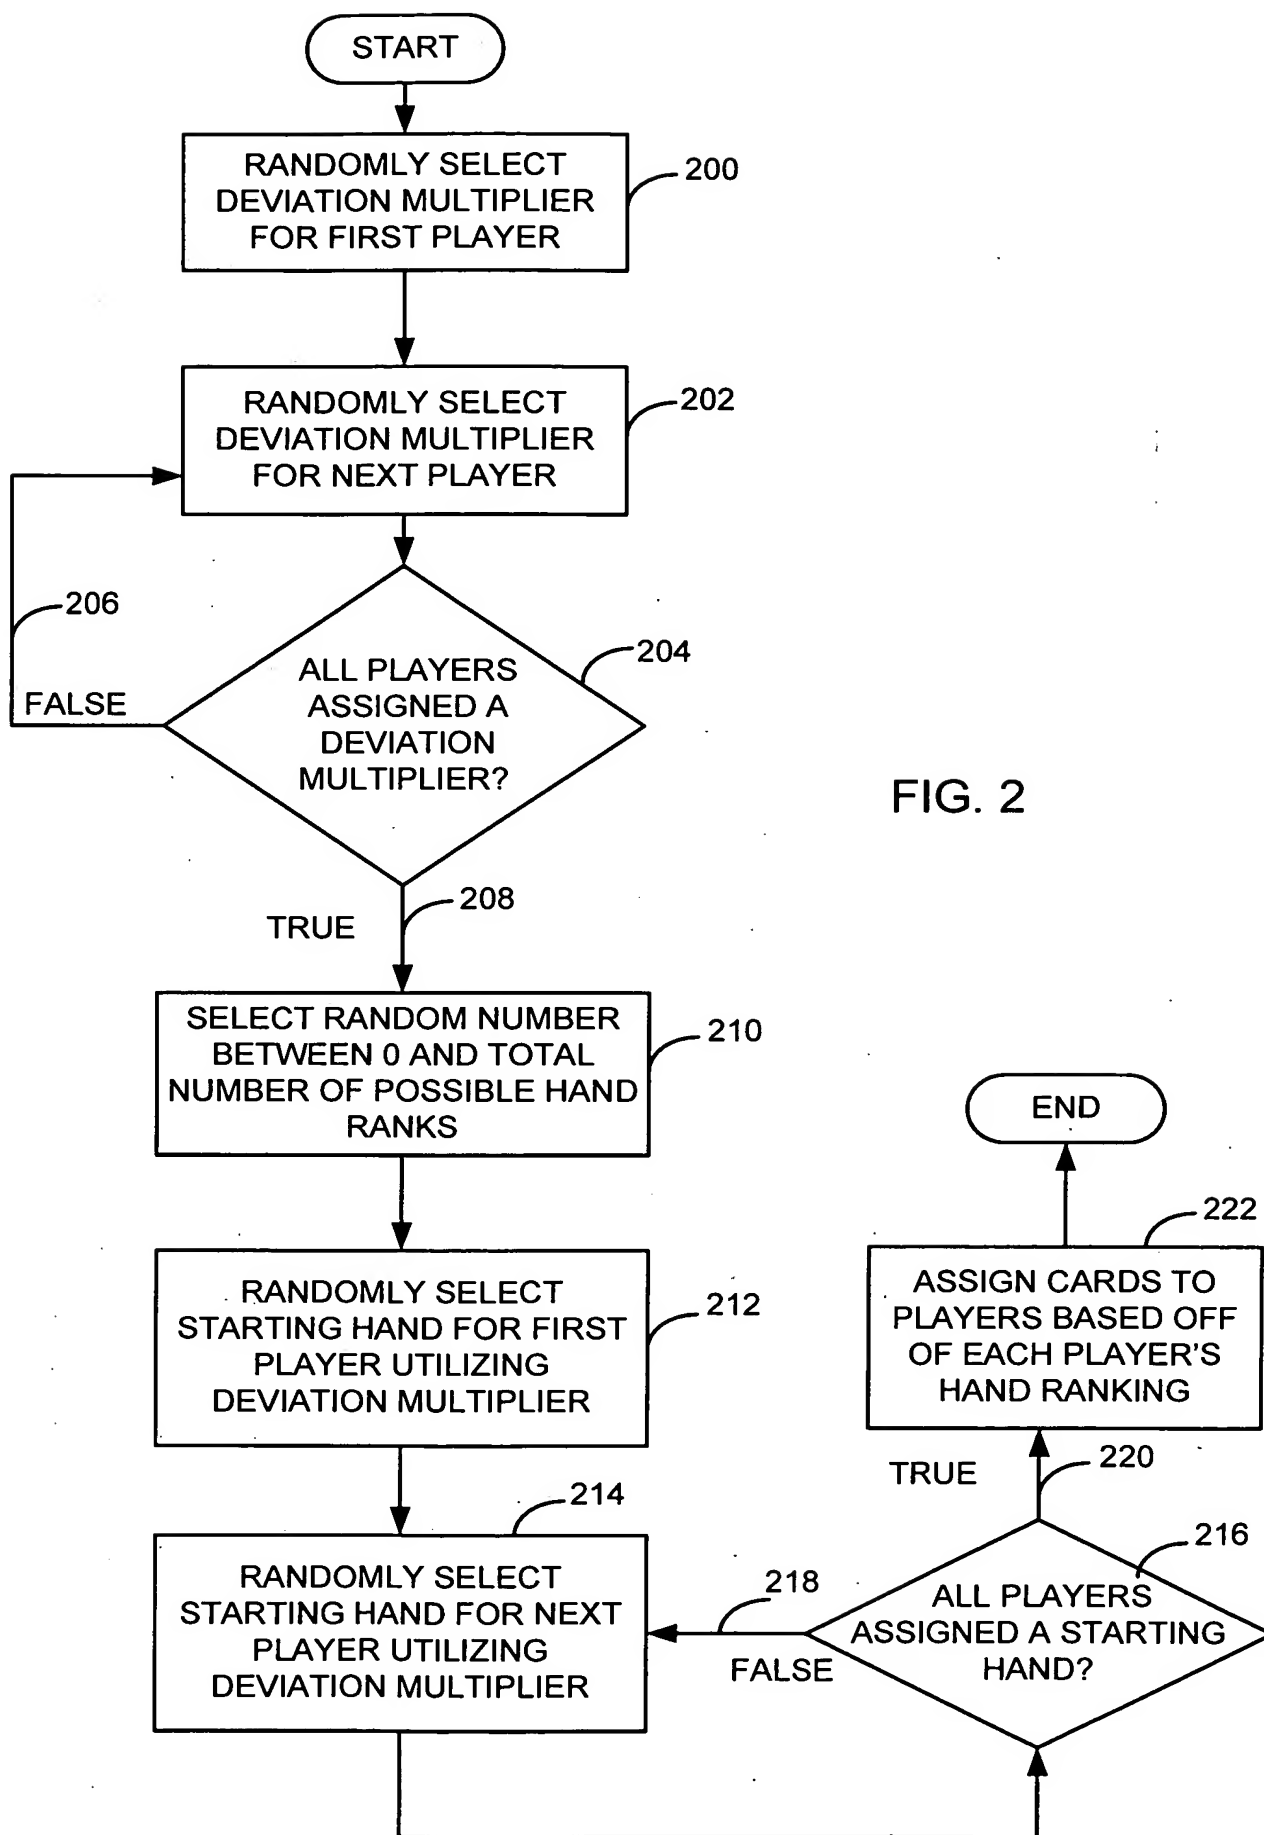 START
RANDOMLY SELECT
DEVIATION MULTIPLIER
FOR FIRST PLAYER
200
RANDOMLY SELECT
DEVIATION MULTIPLIER
FOR NEXT PLAYER
202
206
FALSE
ALL PLAYERS
ASSIGNED A
DEVIATION
MULTIPLIER?
204
FIG. 2
TRUE
208
SELECT RANDOM NUMBER
BETWEEN 0 AND TOTAL
NUMBER OF POSSIBLE HAND
RANKS
210
RANDOMLY SELECT
STARTING HAND FOR FIRST
PLAYER UTILIZING
DEVIATION MULTIPLIER
212
214
RANDOMLY SELECT
STARTING HAND FOR NEXT
PLAYER UTILIZING
DEVIATION MULTIPLIER
218
FALSE
ALL PLAYERS
ASSIGNED A STARTING
HAND?
216
TRUE
220
ASSIGN CARDS TO
PLAYERS BASED OFF
OF EACH PLAYER'S
HAND RANKING
222
END